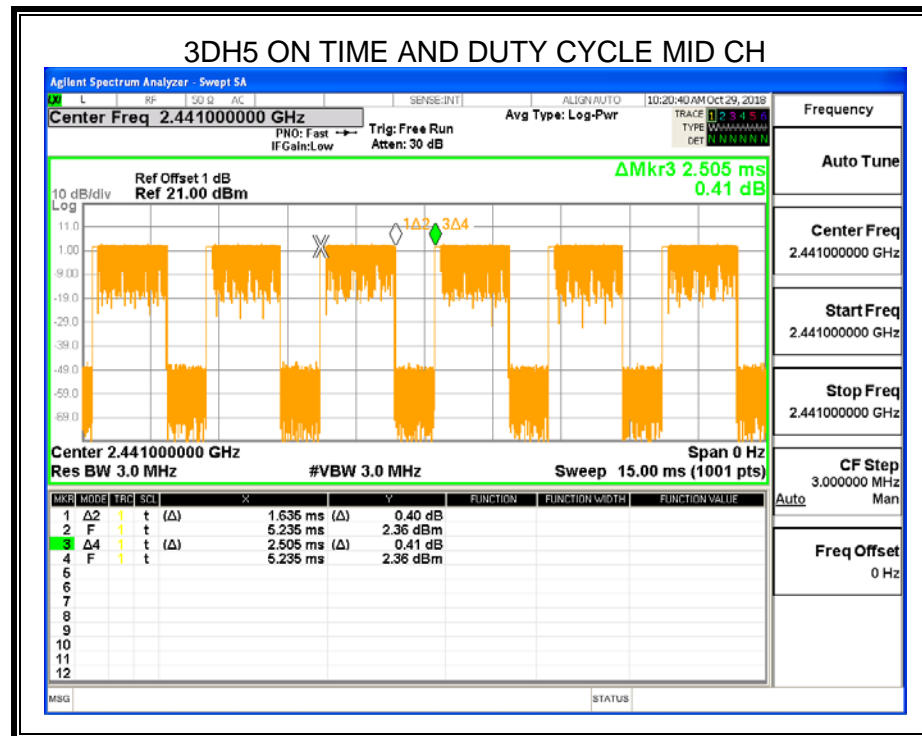 3DH5 ON TIME AND DUTY CYCLE MID CH
Agilent Spectrum Analyzer - Swept SA
L RF 50 Ω AC SENSE:INT ALIGN AUTO 10:20:40 AM Oct 29, 2018
Center Freq 2.441000000 GHz
Avg Type: Log-Pwr
TRACE 1 2 3 4 5 6
PNO: Fast
Trig: Free Run
TYPE
IFGain:Low
Atten: 30 dB
DET N N N N N N
Frequency
Auto Tune
Center Freq
2.441000000 GHz
Start Freq
2.441000000 GHz
Stop Freq
2.441000000 GHz
CF Step
3.000000 MHz
Auto Man
Freq Offset
0 Hz
ΔMkr3 2.505 ms
0.41 dB
Ref Offset 1 dB
10 dB/div Ref 21.00 dBm
Log
11.0
1.00
-9.00
-19.0
-29.0
-39.0
-49.0
-59.0
-69.0
1Δ2 3Δ4
X
Center 2.441000000 GHz Span 0 Hz
Res BW 3.0 MHz #VBW 3.0 MHz Sweep 15.00 ms (1001 pts)
MKR MODE TRC SCL X Y FUNCTION FUNCTION WIDTH FUNCTION VALUE
1 Δ2 1 t (Δ) 1.635 ms (Δ) 0.40 dB
2 F 1 t 5.235 ms 2.36 dBm
3 Δ4 1 t (Δ) 2.505 ms (Δ) 0.41 dB
4 F 1 t 5.235 ms 2.36 dBm
5
6
7
8
9
10
11
12
MSG STATUS